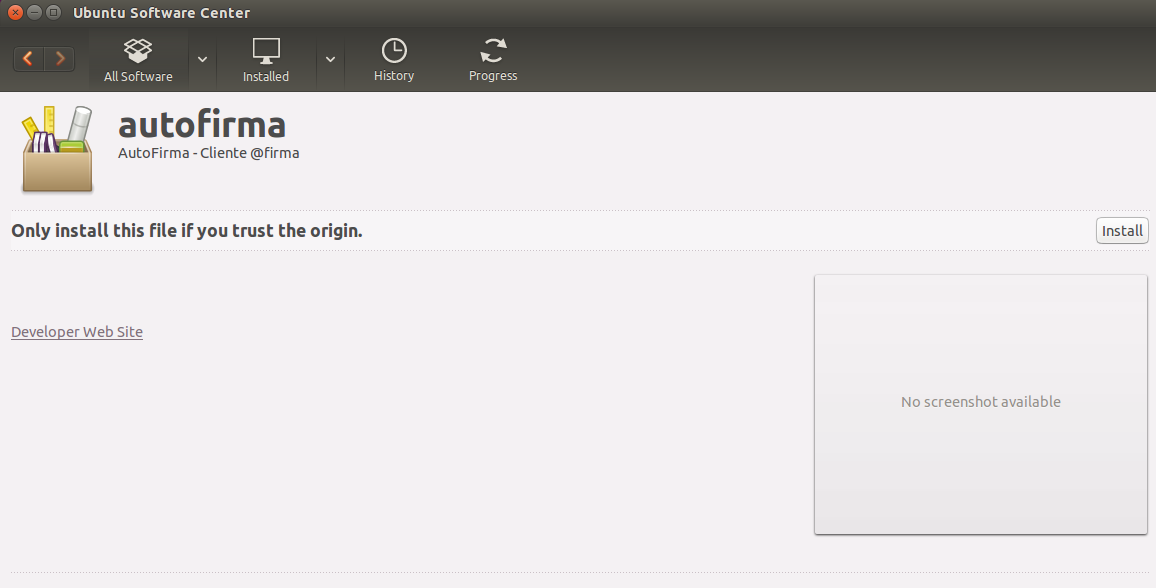 Ubuntu Software Center
All Software
Installed
History
Progress
autofirma
AutoFirma - Cliente @firma
Only install this file if you trust the origin.
Install
Developer Web Site
No screenshot available